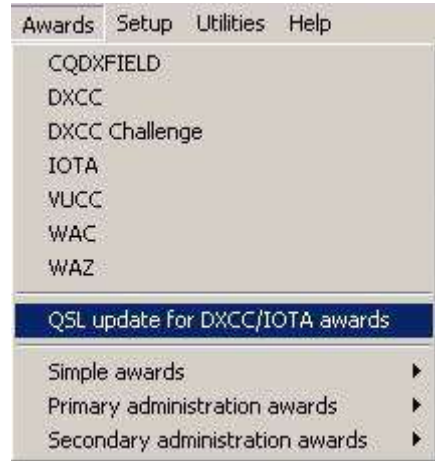 Awards Setup Utilities Help
CQDXFIELD
DXCC
DXCC Challenge
IOTA
VUCC
WAC
WAZ
QSL update for DXCC/IOTA awards
Simple awards
Primary administration awards
Secondary administration awards